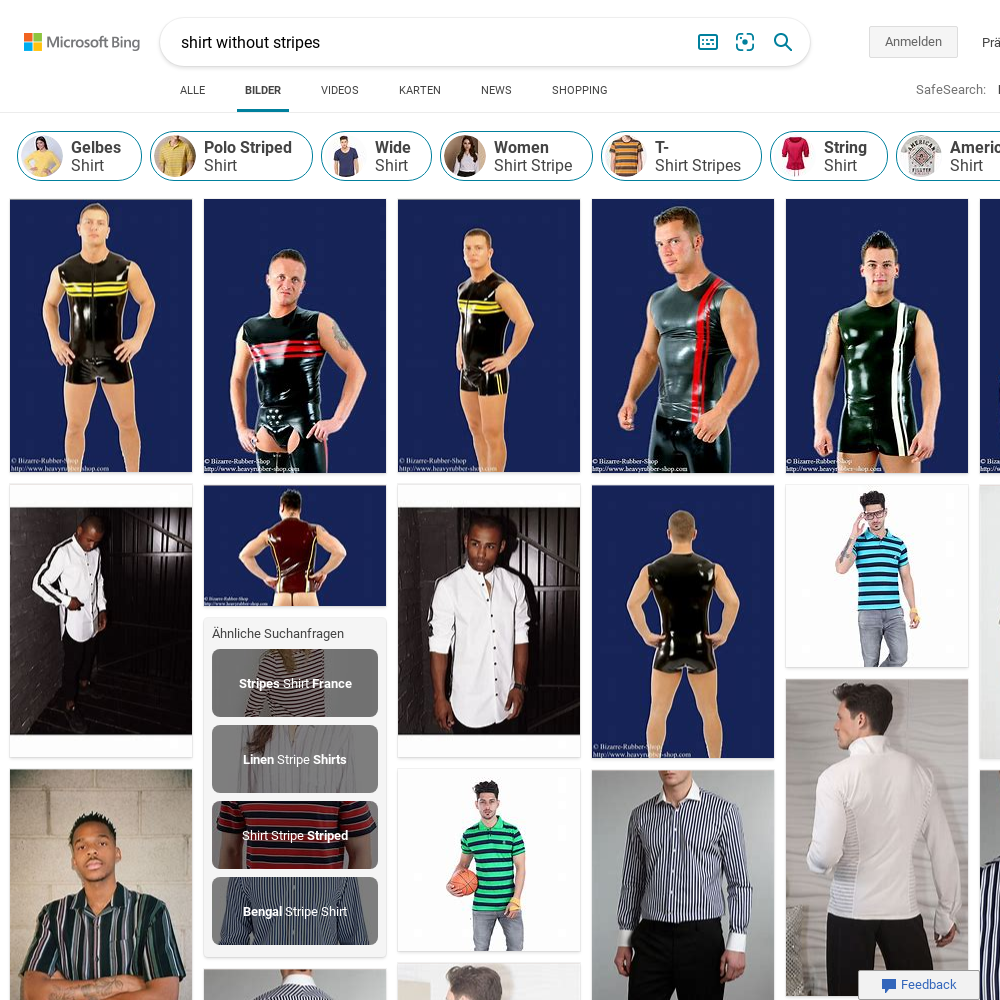 Microsoft Bing
shirt without stripes
Anmelden
Prä
ALLE
BILDER
VIDEOS
KARTEN
NEWS
SHOPPING
SafeSearch:
Gelbes
Shirt
Polo Striped
Shirt
Wide
Shirt
Women
Shirt Stripe
T-
Shirt Stripes
String
Shirt
AMERICAN
FIGHTER
Americ
Shirt
© Bizarre-Rubber-Shop
http://www.heavyrubber-shop.com
© Bizarre-Rubber-Shop
http://www.heavyrubber-shop.com
© Bizarre-Rubber-Shop
http://www.heavyrubber-shop.com
© Bizarre-Rubber-Shop
http://www.heavyrubber-shop.com
© Bizarre-Rubber-Shop
http://www.heavyrubber-shop.com
© Bizarre-Rubber-Shop
http://www.heavyrubber-shop.com
© Bizarre-Rubber-Shop
http://www.heavyrubber-shop.com
Ähnliche Suchanfragen
Stripes Shirt France
Linen Stripe Shirts
Shirt Stripe Striped
Bengal Stripe Shirt
Feedback